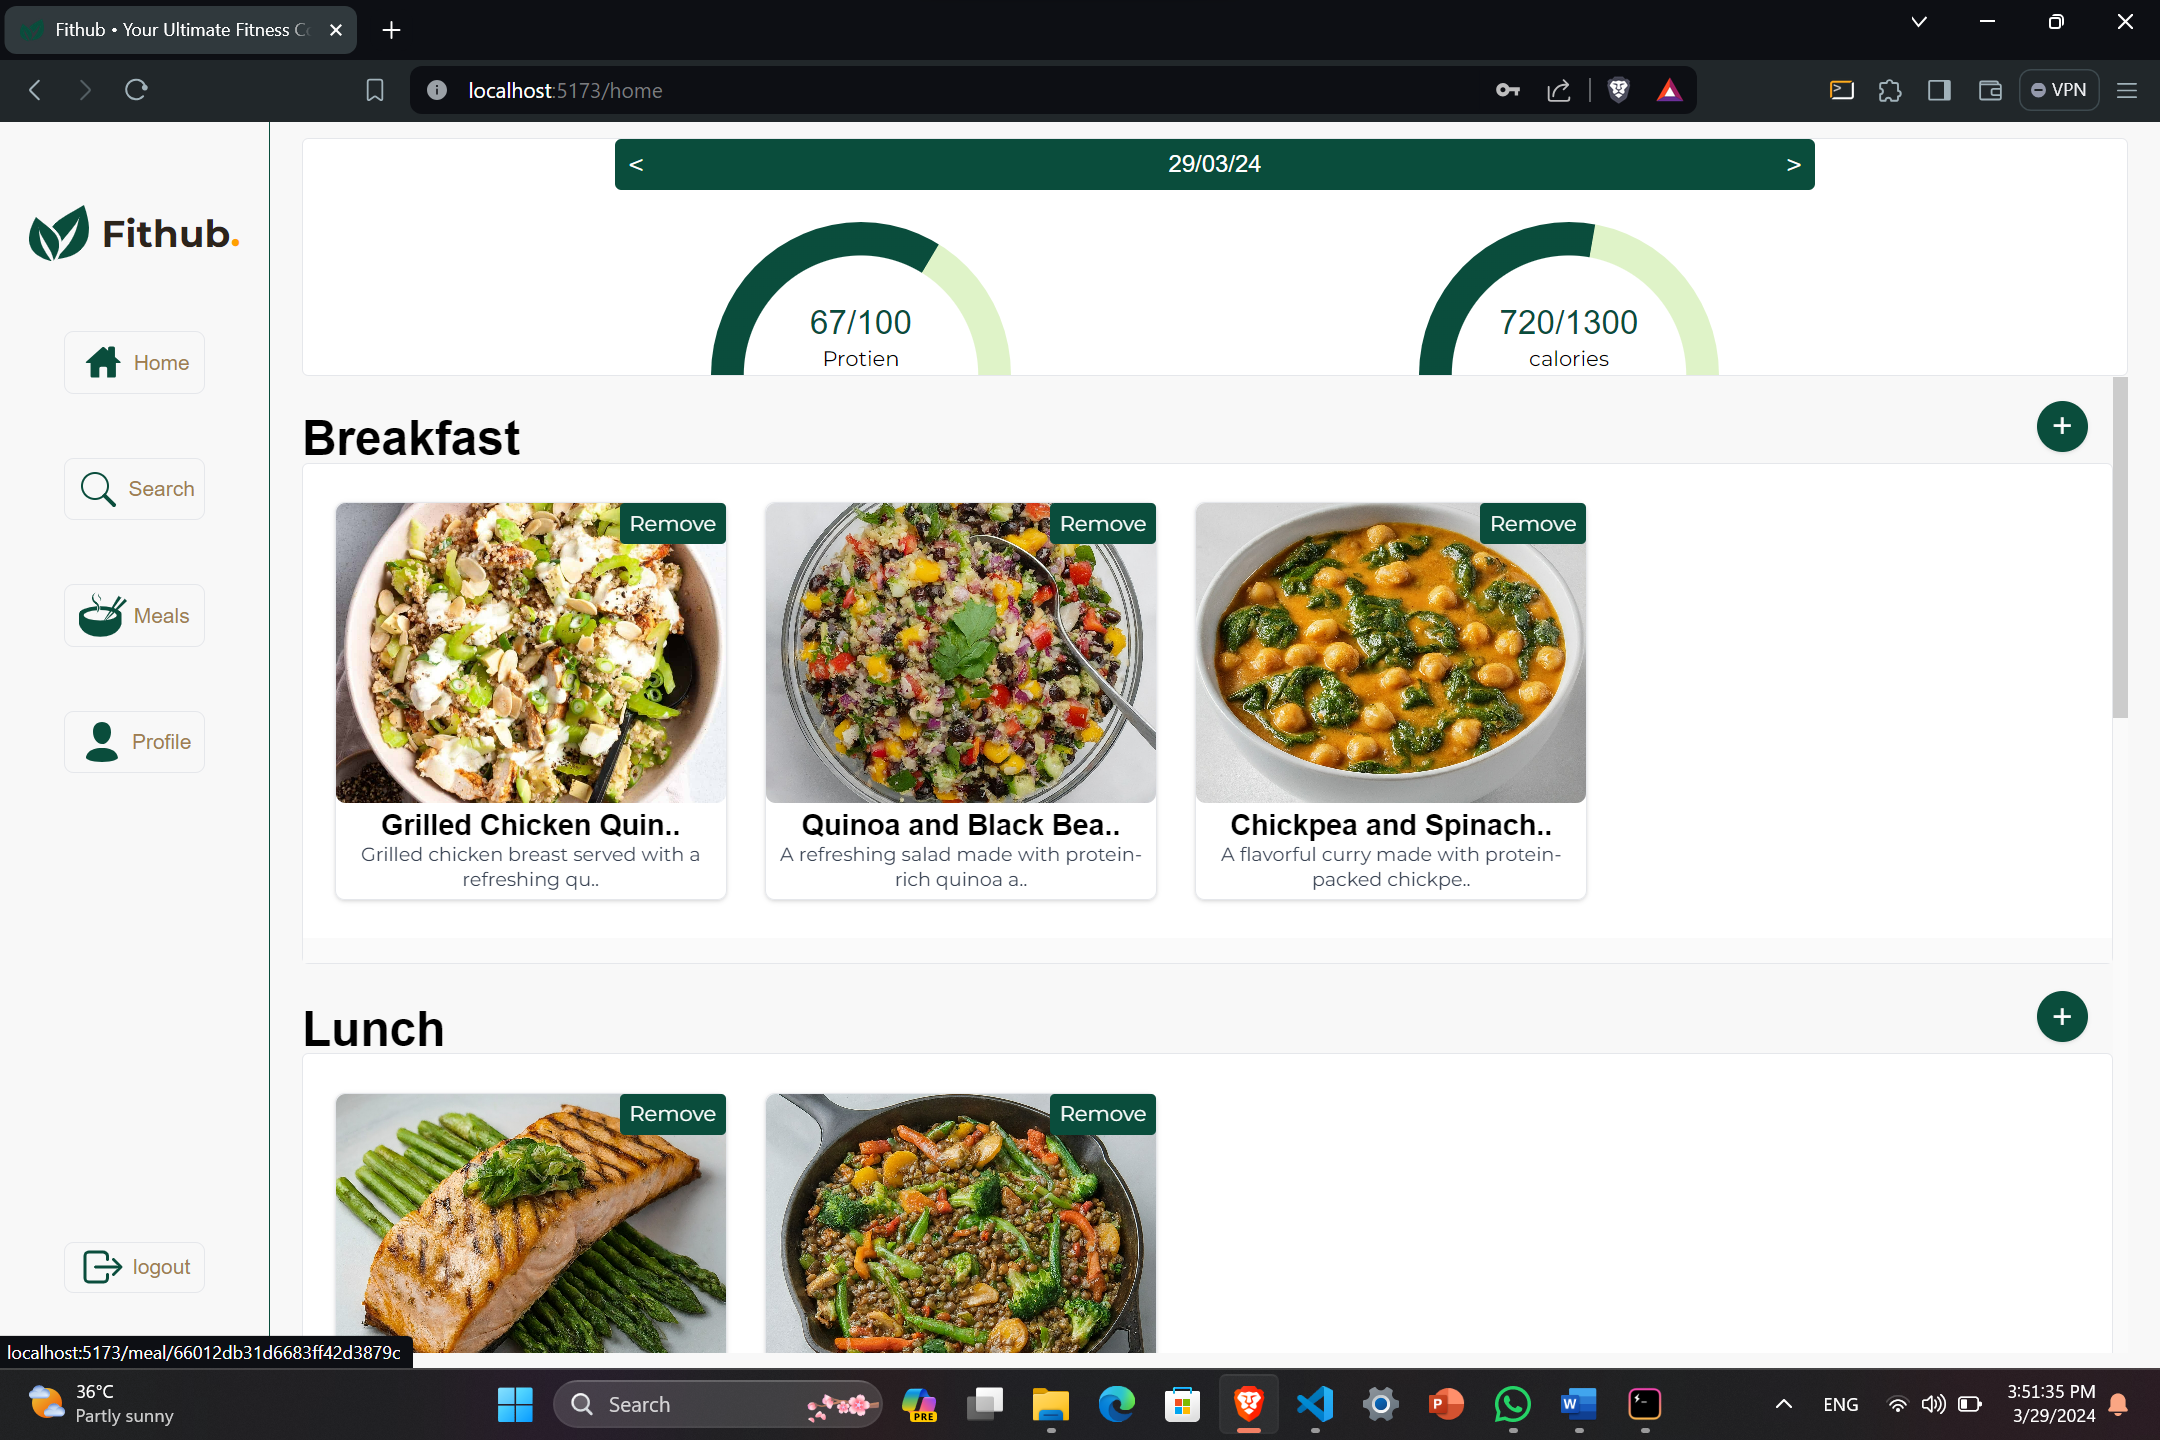 Fithub • Your Ultimate Fitness Co
localhost:5173/home
VPN
Fithub.
Home
Search
Meals
Profile
logout
< 29/03/24 >
67/100
Protien
720/1300
calories
Breakfast
+
Remove
Remove
Remove
Grilled Chicken Quin..
Grilled chicken breast served with a
refreshing qu..
Quinoa and Black Bea..
A refreshing salad made with protein-
rich quinoa a..
Chickpea and Spinach..
A flavorful curry made with protein-
packed chickpe..
Lunch
+
Remove
Remove
localhost:5173/meal/66012db31d6683ff42d3879c
36°C
Partly sunny
Search
PRE
ENG
3:51:35 PM
3/29/2024